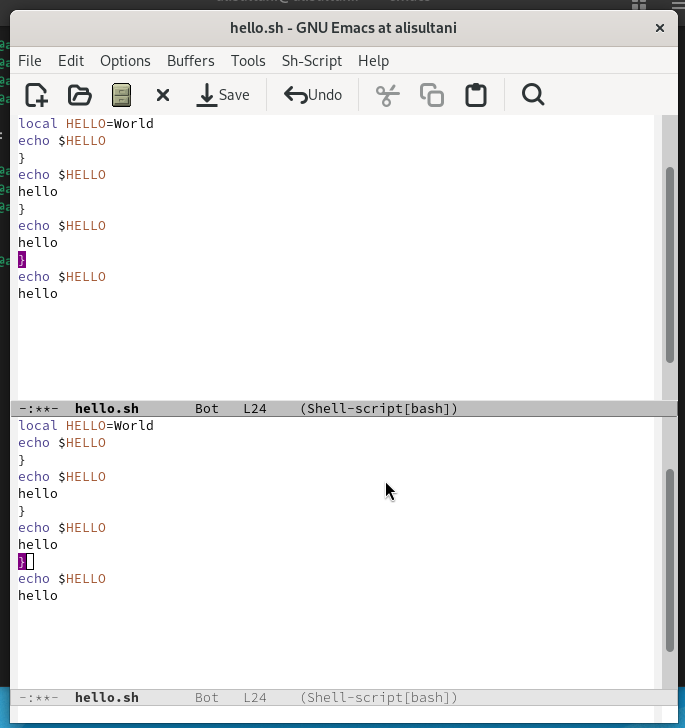 hello.sh - GNU Emacs at alisultani ×
File Edit Options Buffers Tools Sh-Script Help
Save Undo
local HELLO=World
echo $HELLO
}
echo $HELLO
hello
}
echo $HELLO
hello
}
echo $HELLO
hello
-:**- hello.sh Bot L24 (Shell-script[bash])
local HELLO=World
echo $HELLO
}
echo $HELLO
hello
}
echo $HELLO
hello
}
echo $HELLO
hello
-:**- hello.sh Bot L24 (Shell-script[bash])